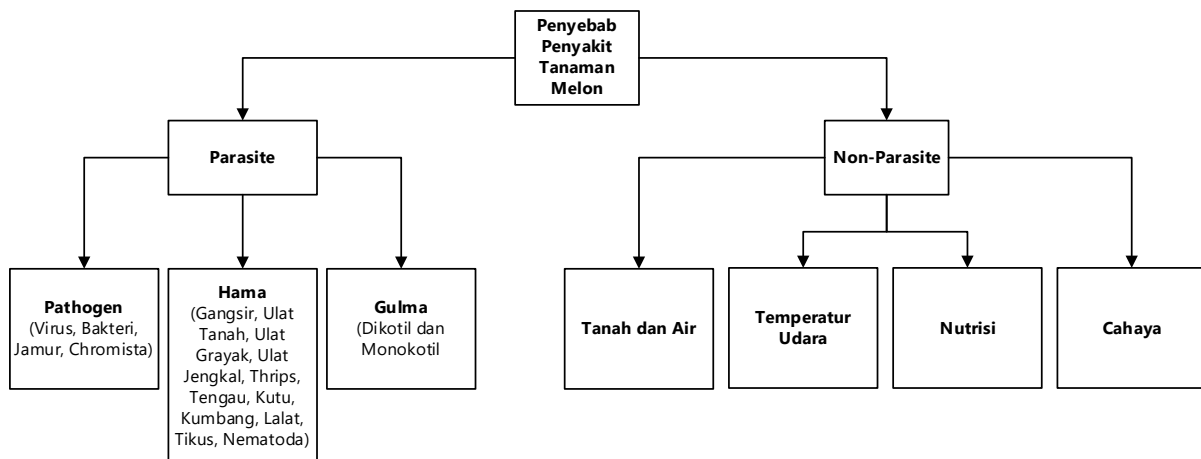 Penyebab
Penyakit
Tanaman
Melon
Parasite
Non-Parasite
Pathogen
(Virus, Bakteri,
Jamur, Chromista)
Hama
(Gangsir, Ulat
Tanah, Ulat
Grayak, Ulat
Jengkal, Thrips,
Tengau, Kutu,
Kumbang, Lalat,
Tikus, Nematoda)
Gulma
(Dikotil dan
Monokotil
Tanah dan Air
Temperatur
Udara
Nutrisi
Cahaya